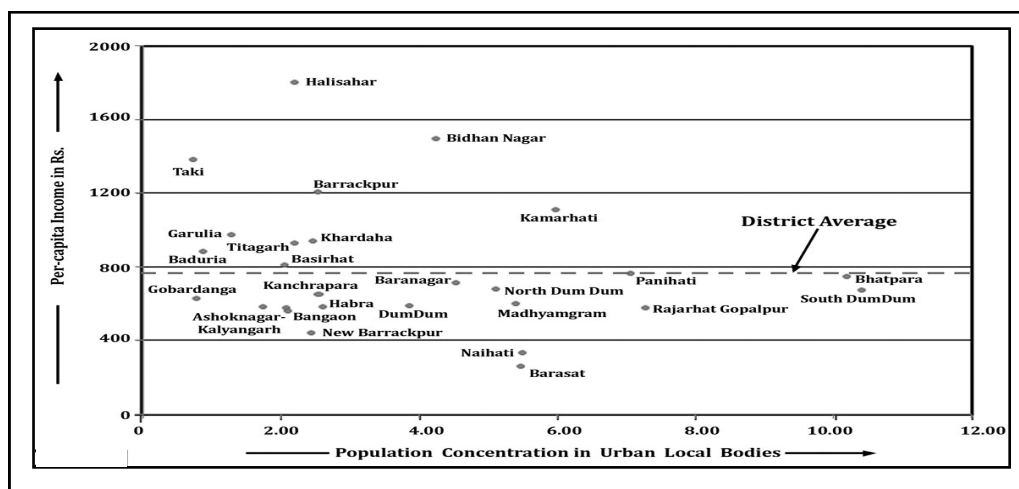 2000
Halisahar
1600
Bidhan Nagar
Taki
Barrackpur
1200
Kamarhati
District Average
Garulia
Khardaha
Titagarh
Baduria
Basirhat
800
Kanchrapara
Baranagar
Panihati
Bhatpara
Gobardanga
North Dum Dum
South DumDum
Habra
Ashoknagar-
Kalyangarh
Bangaon
DumDum
Madhyamgram
Rajarhat Gopalpur
New Barrackpur
400
Naihati
Barasat
0
0
2.00
4.00
6.00
8.00
10.00
12.00
Per-capita Income in Rs.
Population Concentration in Urban Local Bodies